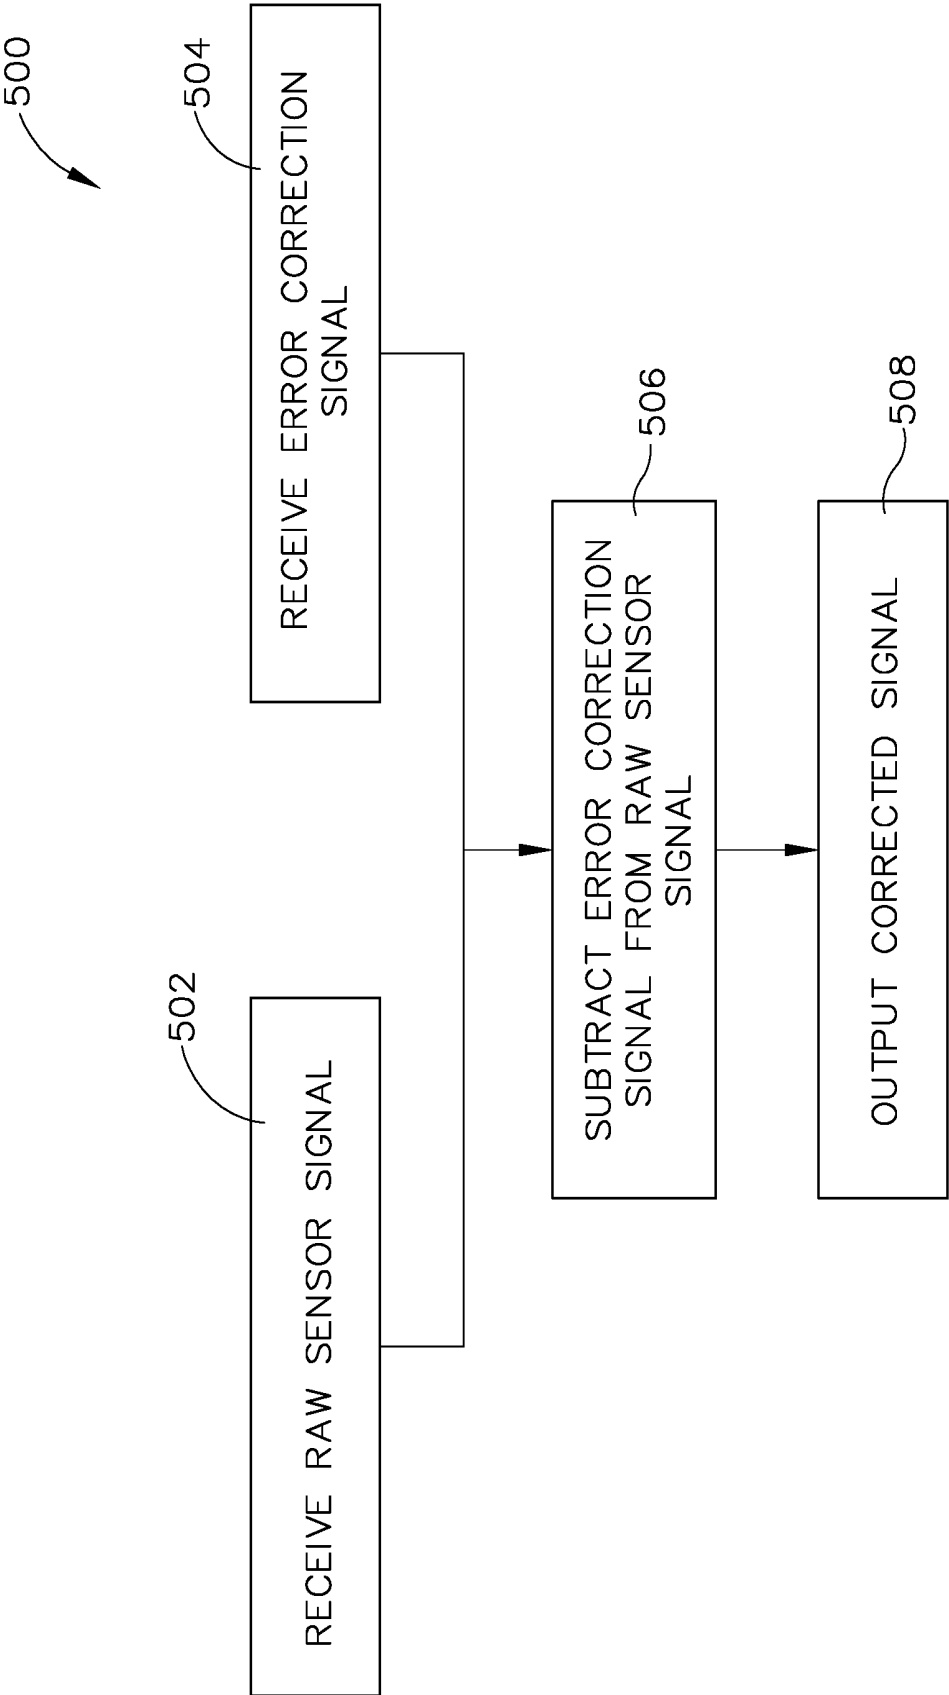 500
502
RECEIVE RAW SENSOR SIGNAL
504
RECEIVE ERROR CORRECTION
SIGNAL
506
SUBTRACT ERROR CORRECTION
SIGNAL FROM RAW SENSOR
SIGNAL
508
OUTPUT CORRECTED SIGNAL